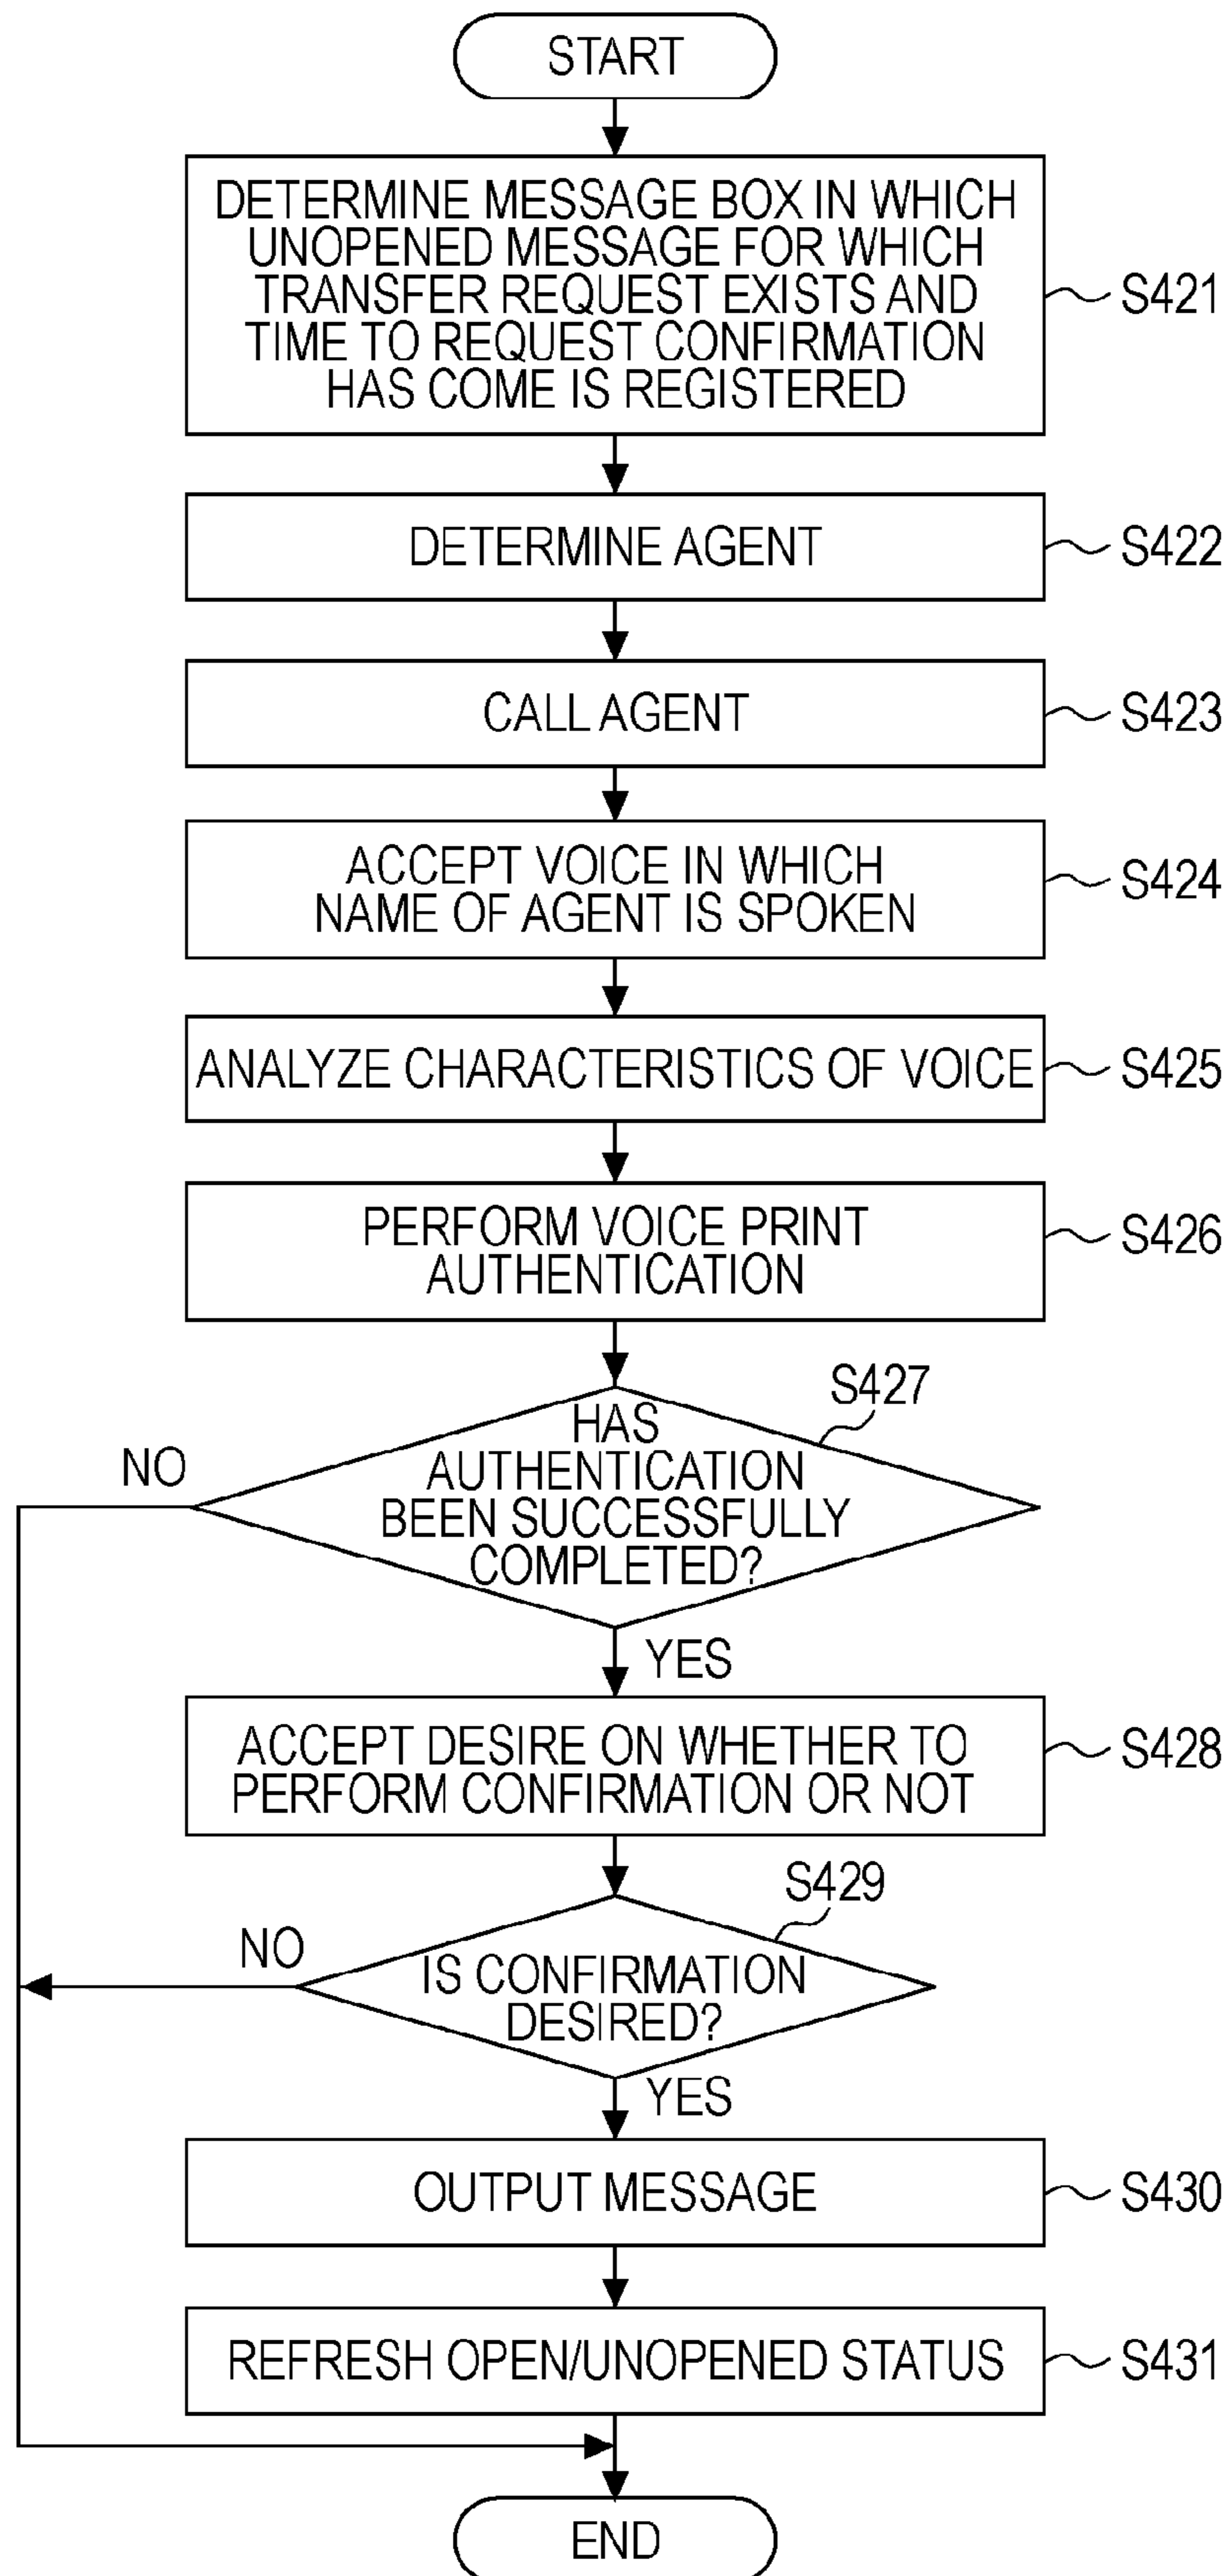 START
DETERMINE MESSAGE BOX IN WHICH
UNOPENED MESSAGE FOR WHICH
TRANSFER REQUEST EXISTS AND
TIME TO REQUEST CONFIRMATION
HAS COME IS REGISTERED
S421
DETERMINE AGENT
S422
CALL AGENT
S423
ACCEPT VOICE IN WHICH
NAME OF AGENT IS SPOKEN
S424
ANALYZE CHARACTERISTICS OF VOICE
S425
PERFORM VOICE PRINT
AUTHENTICATION
S426
S427
HAS
AUTHENTICATION
BEEN SUCCESSFULLY
COMPLETED?
NO
YES
ACCEPT DESIRE ON WHETHER TO
PERFORM CONFIRMATION OR NOT
S428
S429
IS CONFIRMATION
DESIRED?
NO
YES
OUTPUT MESSAGE
S430
REFRESH OPEN/UNOPENED STATUS
S431
END